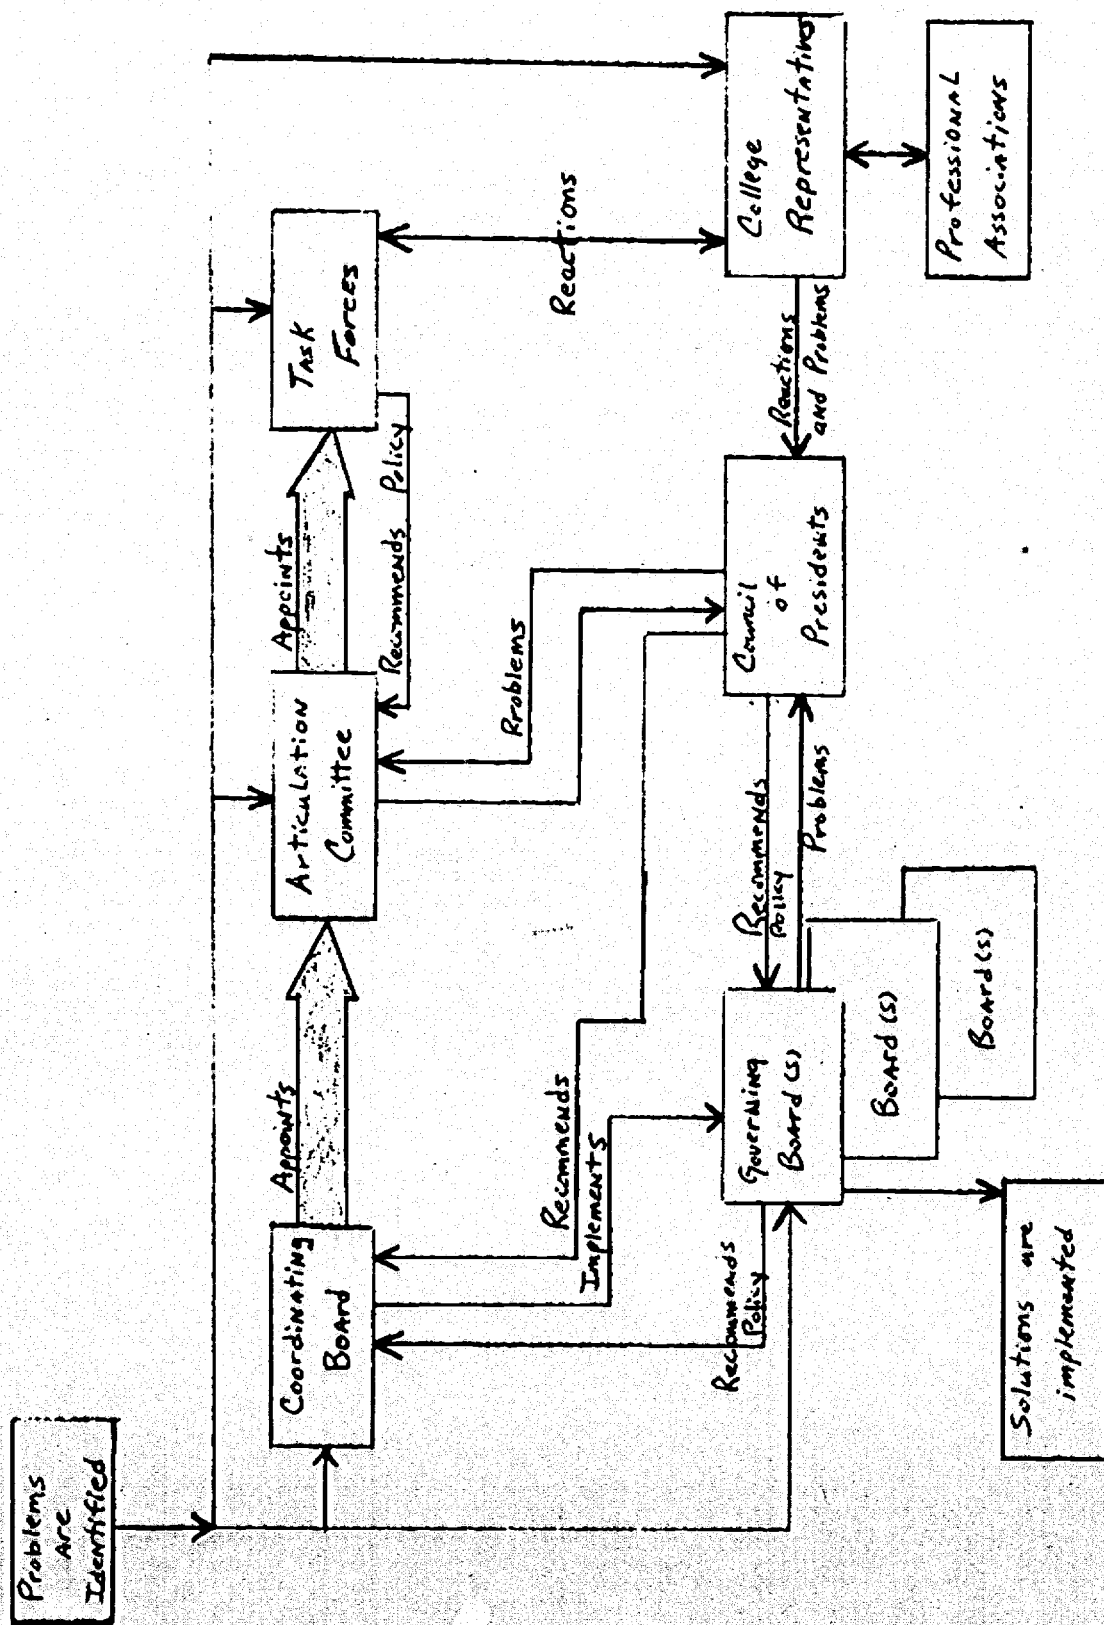 Problems
Are
Identified
Coordinating
Board
Appoints
Articulation
Committee
Appoints
Task
Forces
Recommends Policy
Reactions
Problems
Recommends
Implements
Recommends
Policy
Governing
Board(s)
Board(s)
Board(s)
Recommends
Policy
Problems
Council
of
Presidents
Reactions
and Problems
College
Representatives
Professional
Associations
Solutions are
implemented